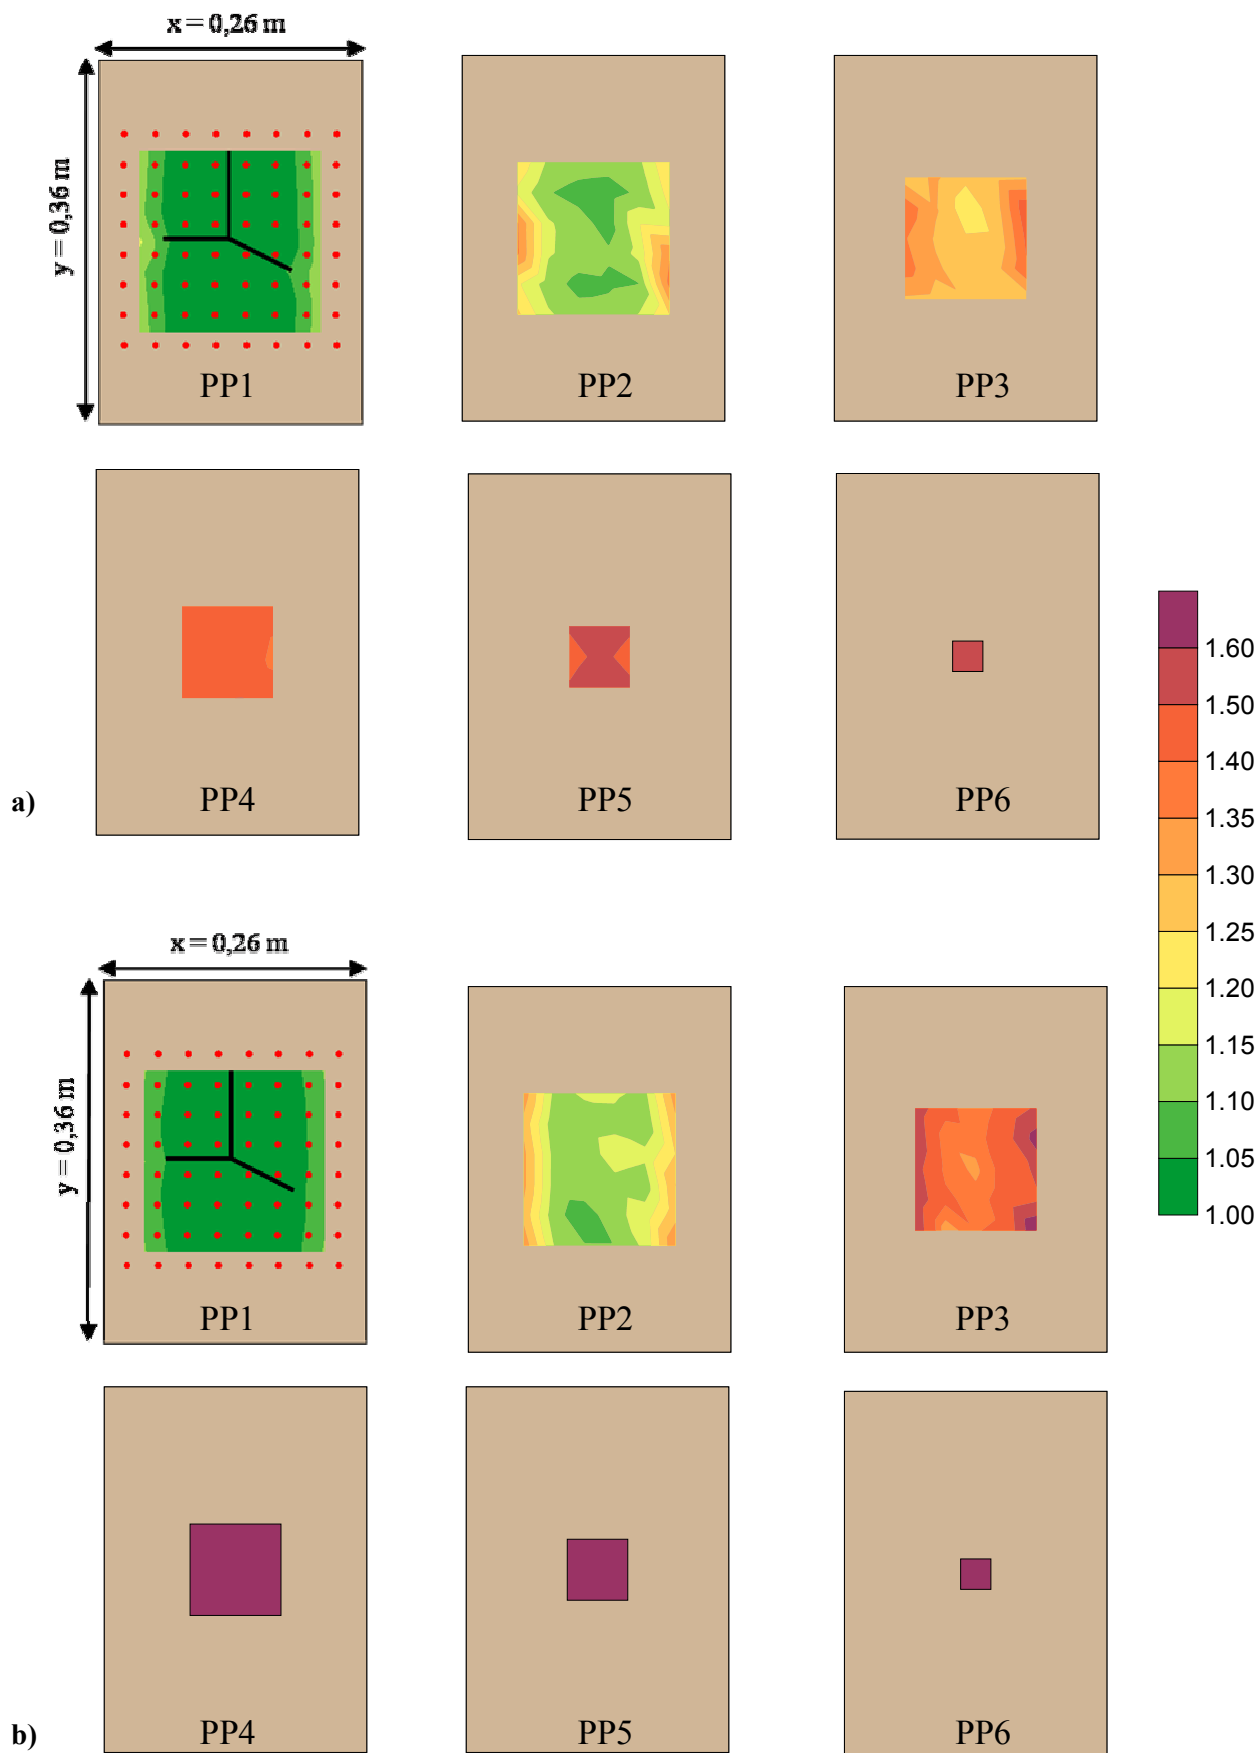 x = 0,26 m
y = 0,36 m
PP1
PP2
PP3
PP4
PP5
PP6
a)
1.60
1.50
1.40
1.35
1.30
1.25
1.20
1.15
1.10
1.05
1.00
x = 0,26 m
y = 0,36 m
PP1
PP2
PP3
PP4
PP5
PP6
b)